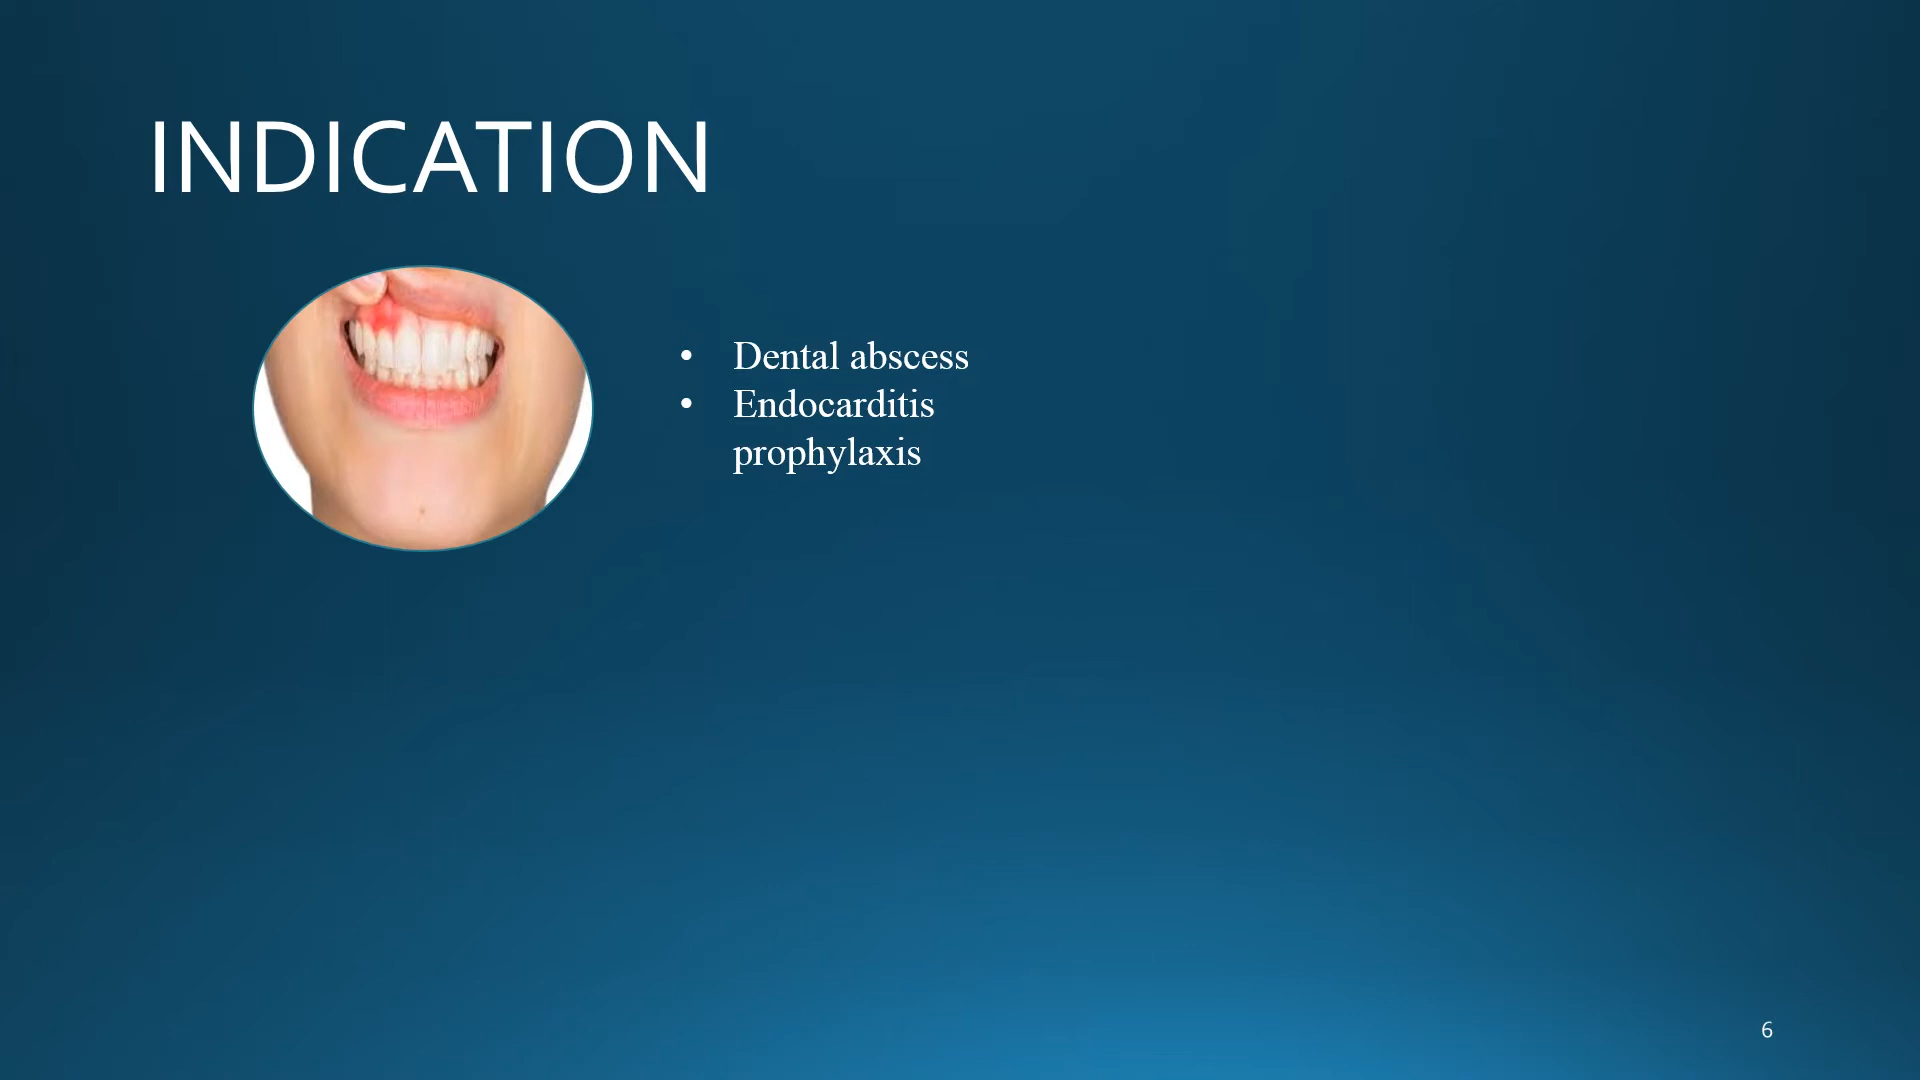 INDICATION
• Dental abscess
• Endocarditis
prophylaxis
6